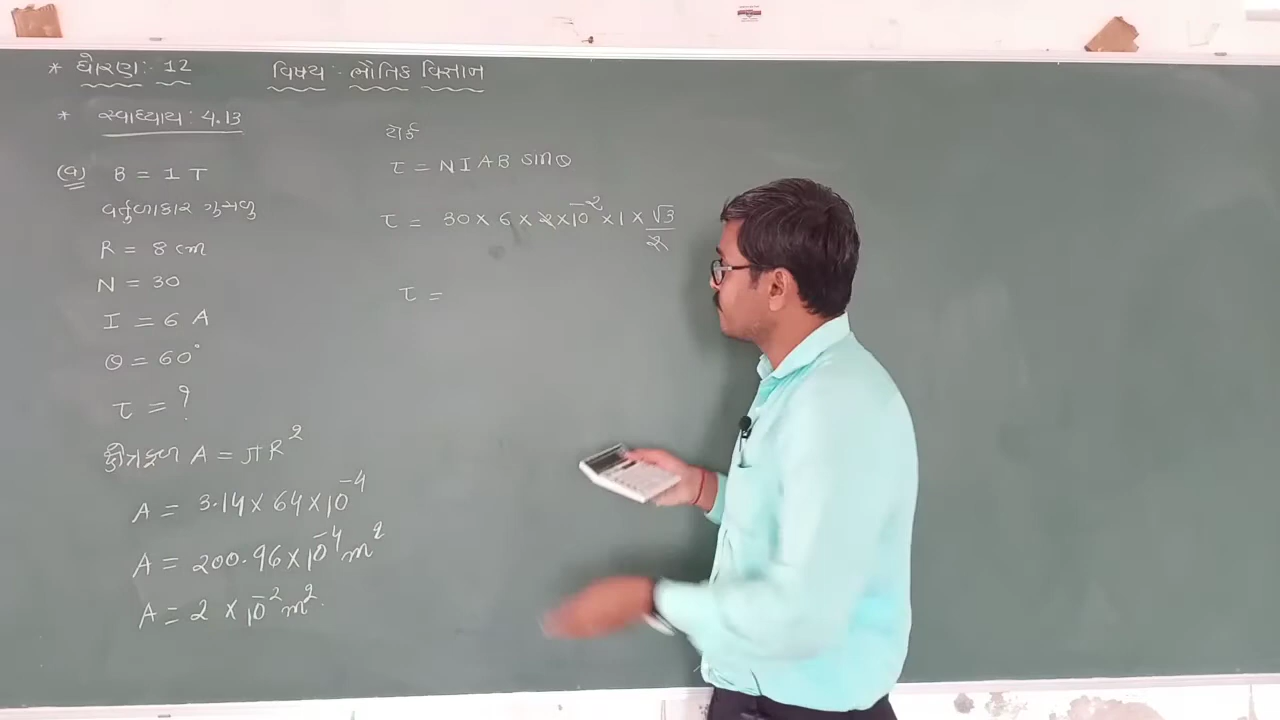 * ધોરણ : 12
વિષય : ભૌતિક વિજ્ઞાન
* સ્વાધ્યાય : 4.13
(અ) B = 1 T
વર્તુળાકાર ગુંચળુ
R = 8 cm
N = 30
I = 6 A
Θ = 60°
τ = ?
ક્ષેત્રફળ A = πR²
A = 3.14 × 64 × 10⁻⁴
A = 200.96 × 10⁻⁴ m²
A = 2 × 10⁻² m²
ટોર્ક
τ = NIAB sinΘ
τ = 30 × 6 × 2 × 10⁻² × 1 × √3/2
τ =